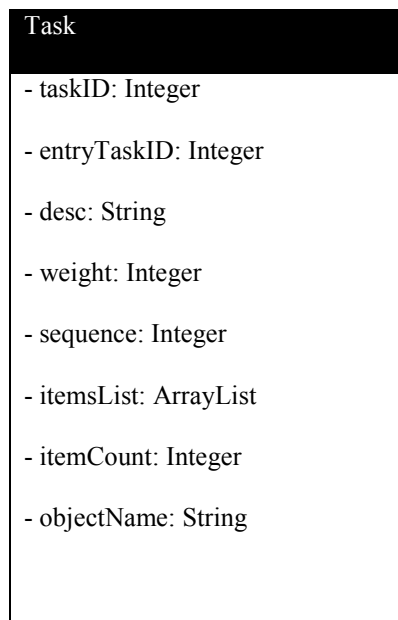 Task
- taskID: Integer
- entryTaskID: Integer
- desc: String
- weight: Integer
- sequence: Integer
- itemsList: ArrayList
- itemCount: Integer
- objectName: String